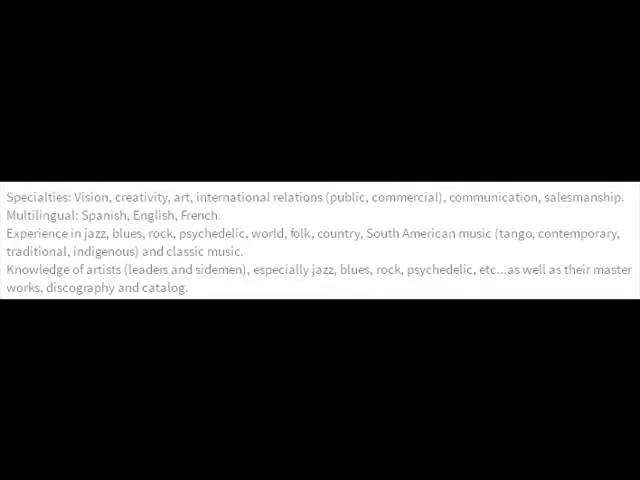 Specialties: Vision, creativity, art, international relations (public, commercial), communication, salesmanship.
Multilingual: Spanish, English, French.
Experience in jazz, blues, rock, psychedelic, world, folk, country, South American music (tango, contemporary,
traditional, indigenous) and classic music.
Knowledge of artists (leaders and sidemen), especially jazz, blues, rock, psychedelic, etc...as well as their master
works, discography and catalog.